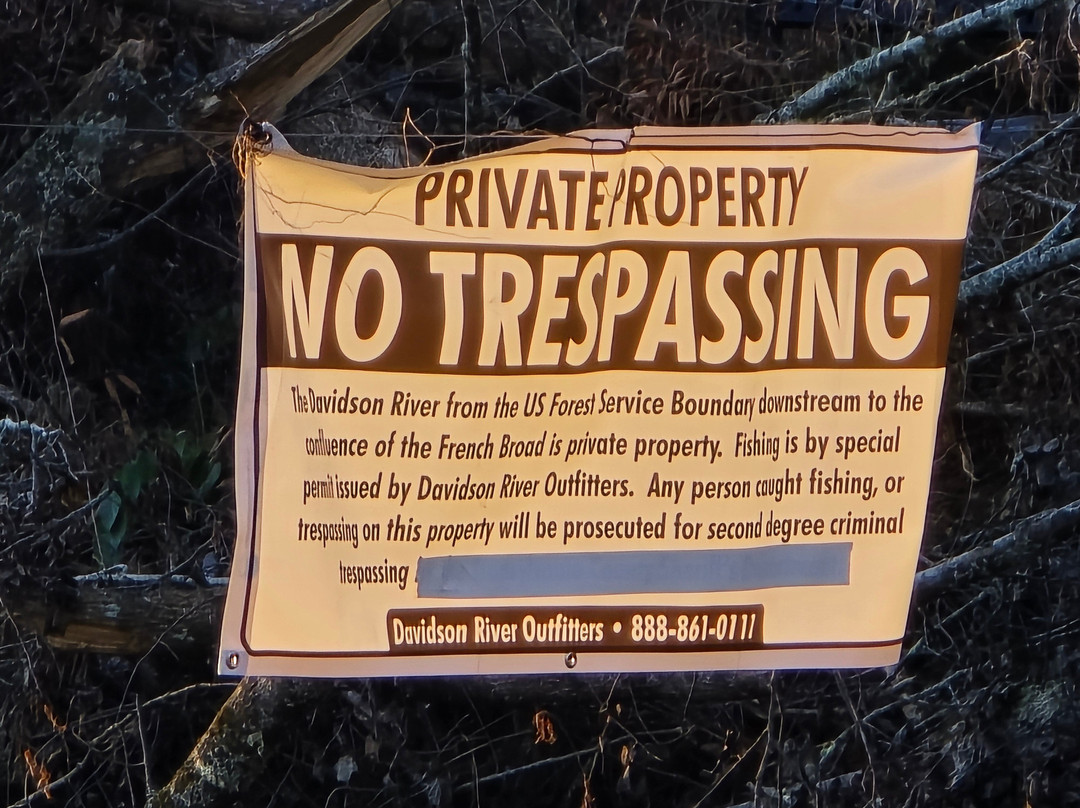 PRIVATE PROPERTY
NO TRESPASSING
The Davidson River from the US Forest Service Boundary downstream to the
confluence of the French Broad is private property. Fishing is by special
permit issued by Davidson River Outfitters. Any person caught fishing, or
trespassing on this property will be prosecuted for second degree criminal
trespassing
Davidson River Outfitters • 888-861-0111